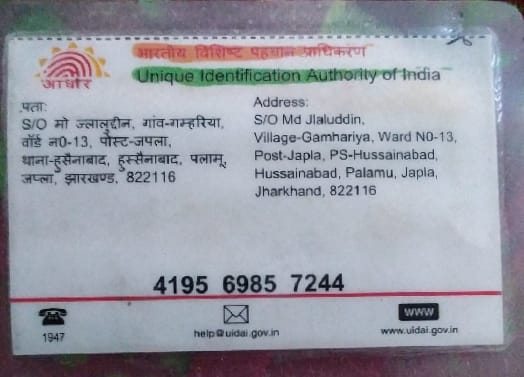 भारतीय विशिष्ट पहचान प्राधिकरण
Unique Identification Authority of India
आधार
पता:
S/O मो ज्लालुद्दीन, गांव-गम्हरिया,
वॉर्ड न0-13, पोस्ट-जपला,
थाना-हुसैनाबाद, हुस्सैनाबाद, पलामू,
जप्ला, झारखण्ड, 822116
Address:
S/O Md Jlaluddin,
Village-Gamhariya, Ward N0-13,
Post-Japla, PS-Hussainabad,
Hussainabad, Palamu, Japla,
Jharkhand, 822116
4195 6985 7244
1947
help@uidai.gov.in
WWW
www.uidai.gov.in